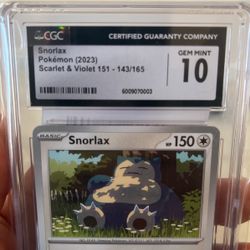 CGC
CERTIFIED GUARANTY COMPANY
Snorlax
Pokémon (2023)
Scarlet & Violet 151 - 143/165
6009070003
GEM MINT
10
BASIC
Snorlax
HP 150